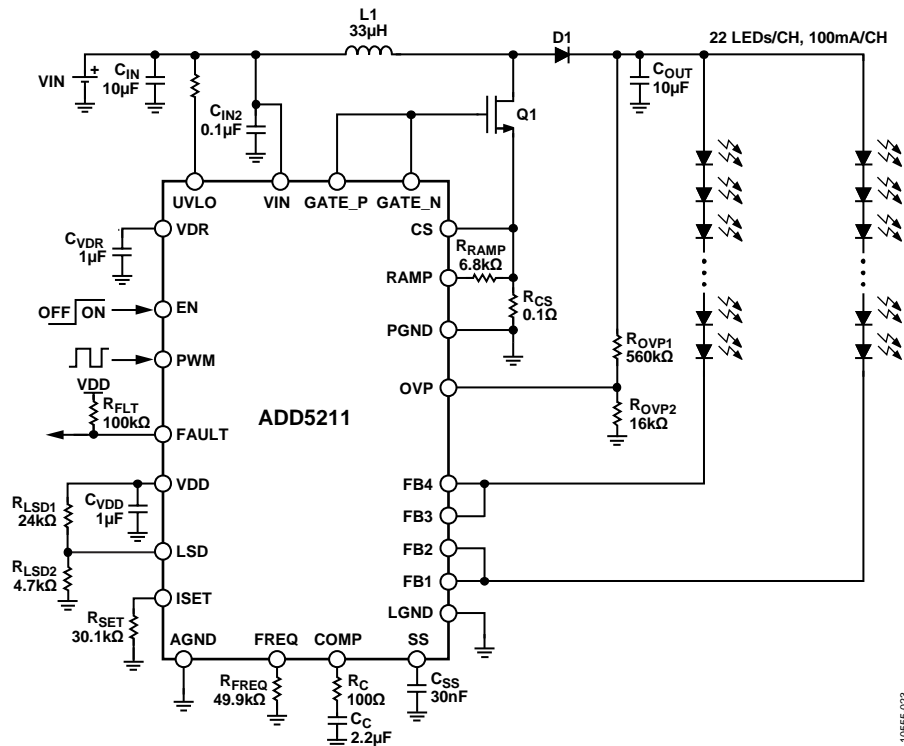 L1
33µH
D1
22 LEDs/CH, 100mA/CH
VIN
+
CIN
10µF
CIN2
0.1µF
Q1
COUT
10µF
UVLO
VIN
GATE_P
GATE_N
VDR
CVDR
1µF
CS
RRAMP
6.8kΩ
RAMP
RCS
0.1Ω
OFF
ON
EN
PGND
PWM
ROVP1
560kΩ
VDD
RFLT
100kΩ
OVP
ADD5211
ROVP2
16kΩ
FAULT
VDD
FB4
RLSD1
24kΩ
CVDD
1µF
FB3
LSD
FB2
RLSD2
4.7kΩ
FB1
ISET
LGND
RSET
30.1kΩ
AGND
FREQ
COMP
SS
RFREQ
49.9kΩ
RC
100Ω
CSS
30nF
CC
2.2µF
10555-023